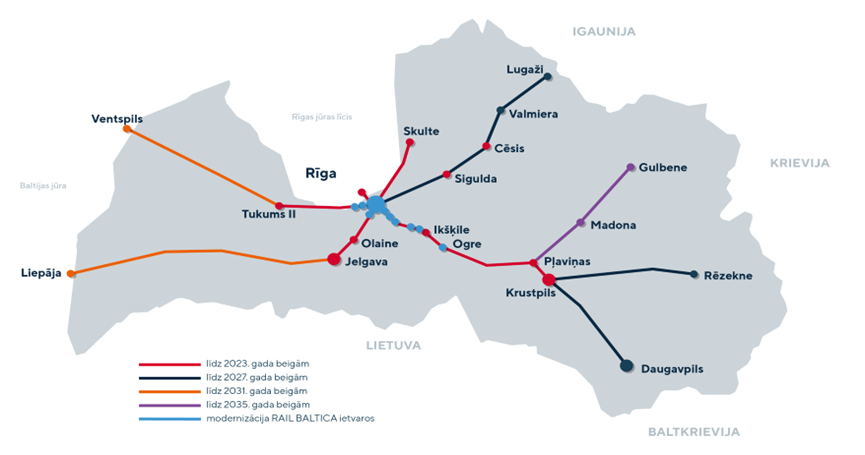 IGAUNIJA
Lugaži
Valmiera
Ventspils
Rīgas jūras līcis
Skulte
Cēsis
KRIEVIJA
Gulbene
Rīga
Sigulda
Baltijas jūra
Tukums II
Madona
Ikšķile
Olaine
Ogre
Jelgava
Pļaviņas
Liepāja
Rēzekne
Krustpils
LIETUVA
Daugavpils
līdz 2023. gada beigām
līdz 2027. gada beigām
līdz 2031. gada beigām
līdz 2035. gada beigām
modernizācija RAIL BALTICA ietvaros
BALTKRIEVIJA